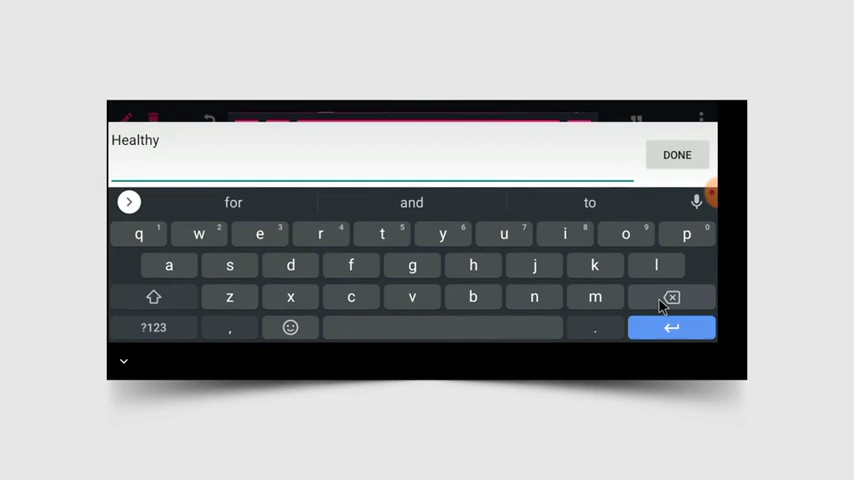 Healthy
DONE
for and to
q 1 w 2 e 3 r 4 t 5 y 6 u 7 i 8 o 9 p 0
a s d f g h j k l
z x c v b n m
?123 , .